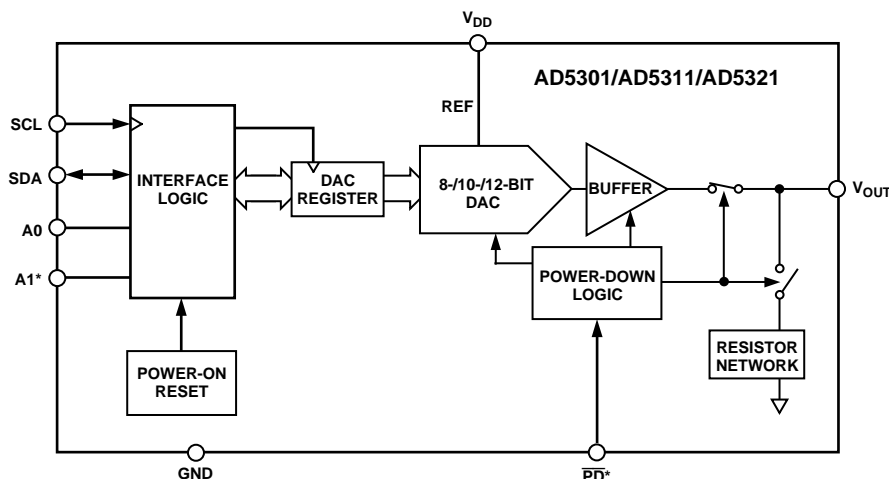 VDD
AD5301/AD5311/AD5321
REF
SCL
SDA
A0
A1*
INTERFACE
LOGIC
DAC
REGISTER
8-/10-/12-BIT
DAC
BUFFER
VOUT
POWER-DOWN
LOGIC
POWER-ON
RESET
RESISTOR
NETWORK
GND
PD*